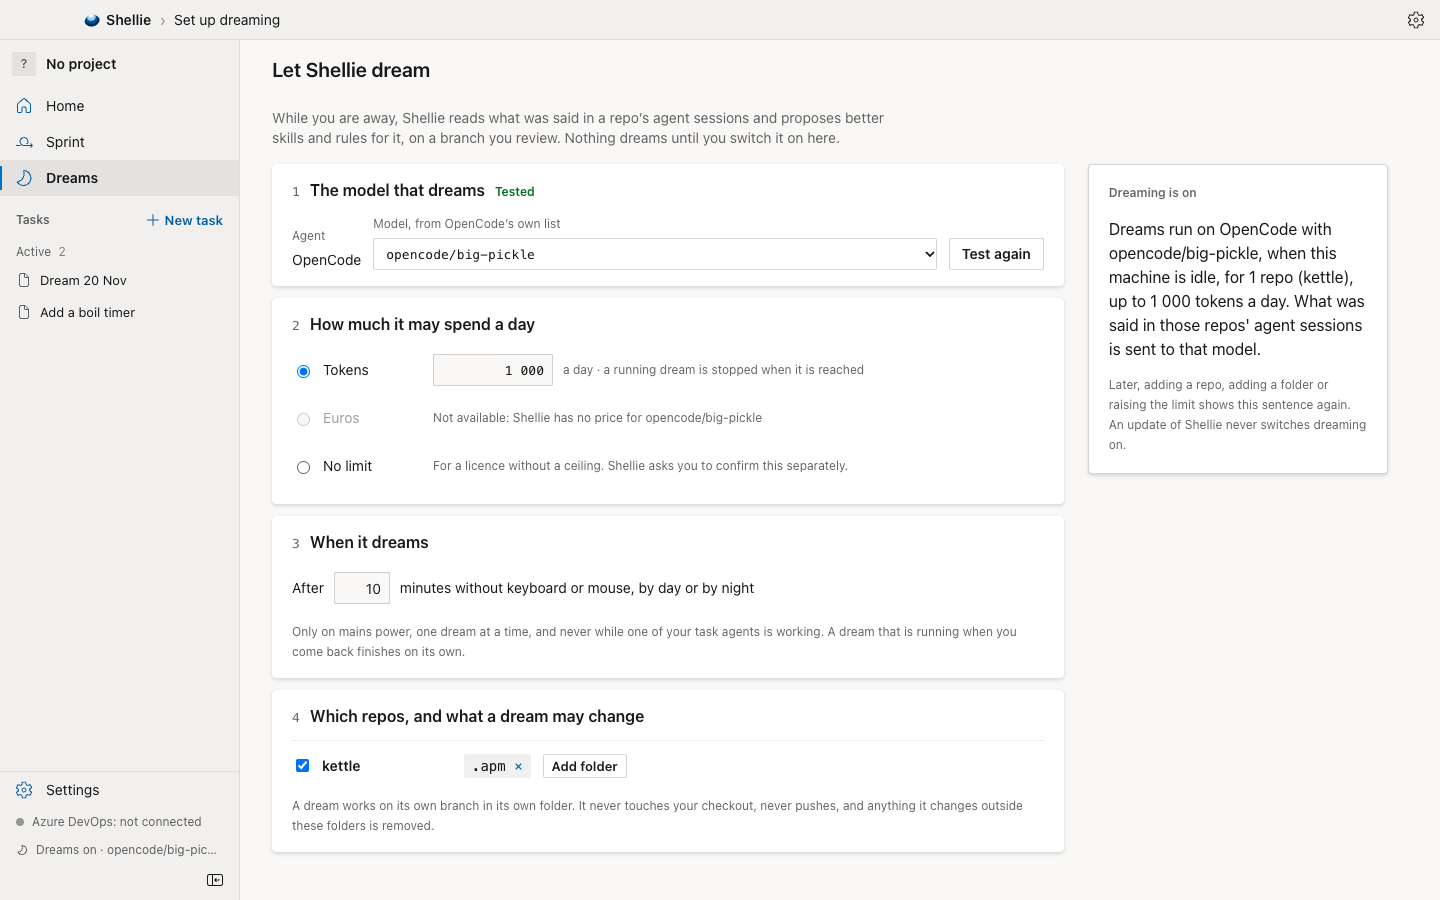 Shellie › Set up dreaming
? No project
Home
Sprint
Dreams
Tasks
+ New task
Active 2
Dream 20 Nov
Add a boil timer
Settings
Azure DevOps: not connected
Dreams on · opencode/big-pic...
Let Shellie dream
While you are away, Shellie reads what was said in a repo’s agent sessions and proposes better
skills and rules for it, on a branch you review. Nothing dreams until you switch it on here.
1 The model that dreams Tested
Agent
OpenCode
Model, from OpenCode’s own list
opencode/big-pickle
Test again
2 How much it may spend a day
Tokens 1 000 a day · a running dream is stopped when it is reached
Euros Not available: Shellie has no price for opencode/big-pickle
No limit For a licence without a ceiling. Shellie asks you to confirm this separately.
3 When it dreams
After 10 minutes without keyboard or mouse, by day or by night
Only on mains power, one dream at a time, and never while one of your task agents is working. A dream that is running when you
come back finishes on its own.
4 Which repos, and what a dream may change
kettle .apm × Add folder
A dream works on its own branch in its own folder. It never touches your checkout, never pushes, and anything it changes outside
these folders is removed.
Dreaming is on
Dreams run on OpenCode with
opencode/big-pickle, when this
machine is idle, for 1 repo (kettle),
up to 1 000 tokens a day. What was
said in those repos' agent sessions
is sent to that model.
Later, adding a repo, adding a folder or
raising the limit shows this sentence again.
An update of Shellie never switches dreaming
on.